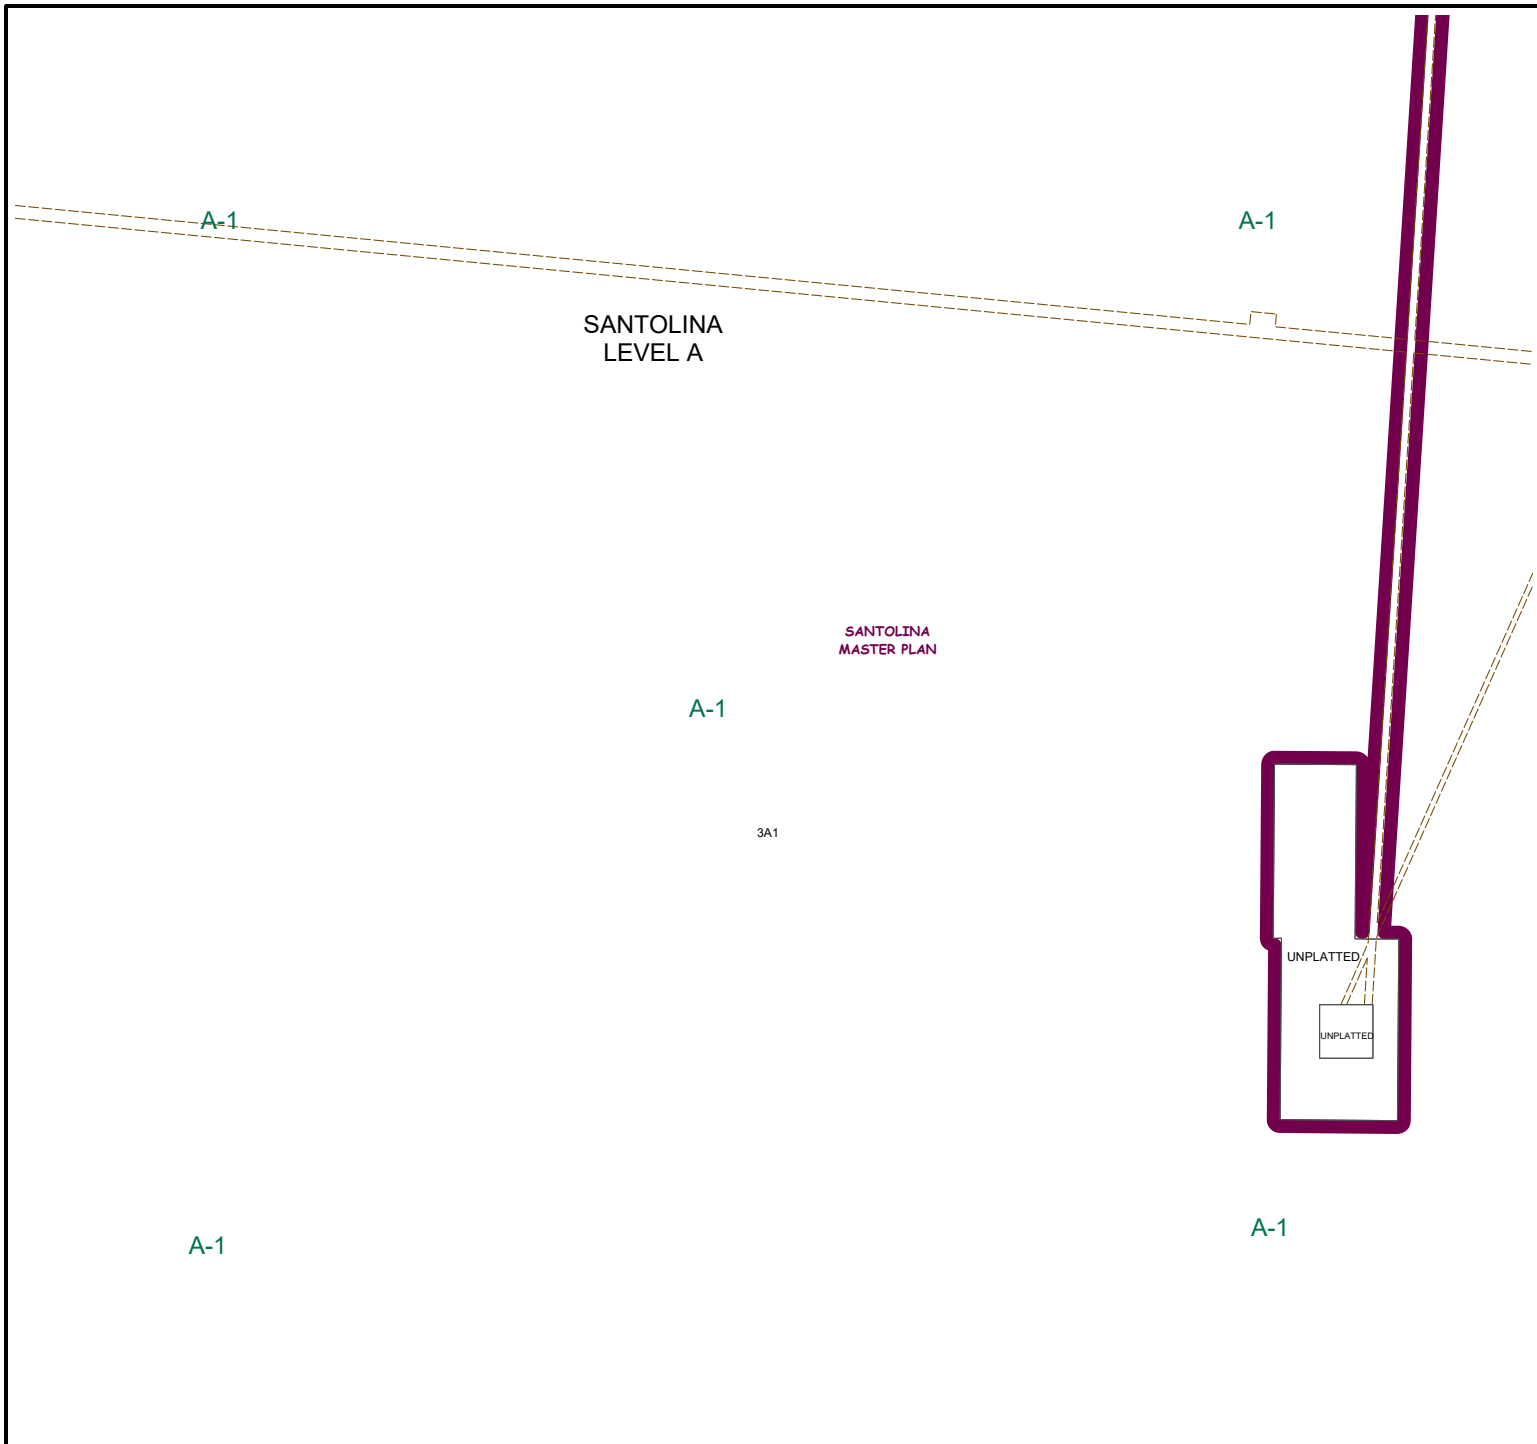 A-1
A-1
SANTOLINA
LEVEL A
SANTOLINA
MASTER PLAN
A-1
3A1
UNPLATTED
UNPLATTED
A-1
A-1